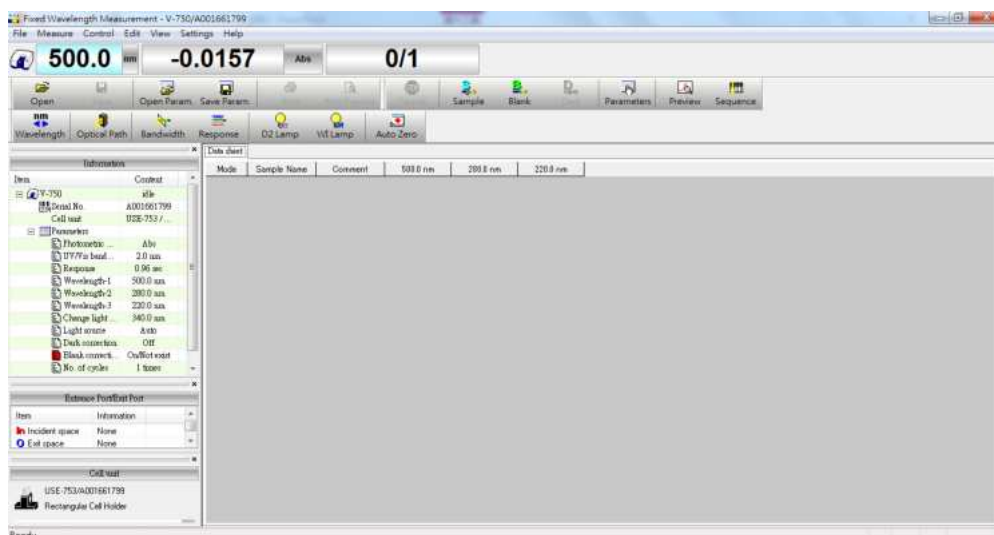 Fixed Wavelength Measurement - V-750/A001661799
File Measure Control Edit View Settings Help
500.0 nm -0.0157 Abs 0/1
Open Open Param. Save Param. Sample Blank Parameters Preview Sequence
Wavelength Optical Path Bandwidth Response D2 Lamp WI Lamp Auto Zero
Data sheet
Information
Mode Sample Name Comment 500.0 nm 280.0 nm 220.0 nm
Item Content
V-750 idle
Serial No. A001661799
Cell unit USE-753 / ...
Parameters
Photometric ... Abs
UV/Vis band... 2.0 nm
Response 0.96 sec
Wavelength-1 500.0 nm
Wavelength-2 280.0 nm
Wavelength-3 220.0 nm
Change light ... 340.0 nm
Light source Auto
Dark correction Off
Blank correcti... On/Not exist
No. of cycles 1 times
Entrance Port/Exit Port
Item Information
In Incident space None
Exit space None
Cell unit
USE-753/A001661799
Rectangular Cell Holder
Ready